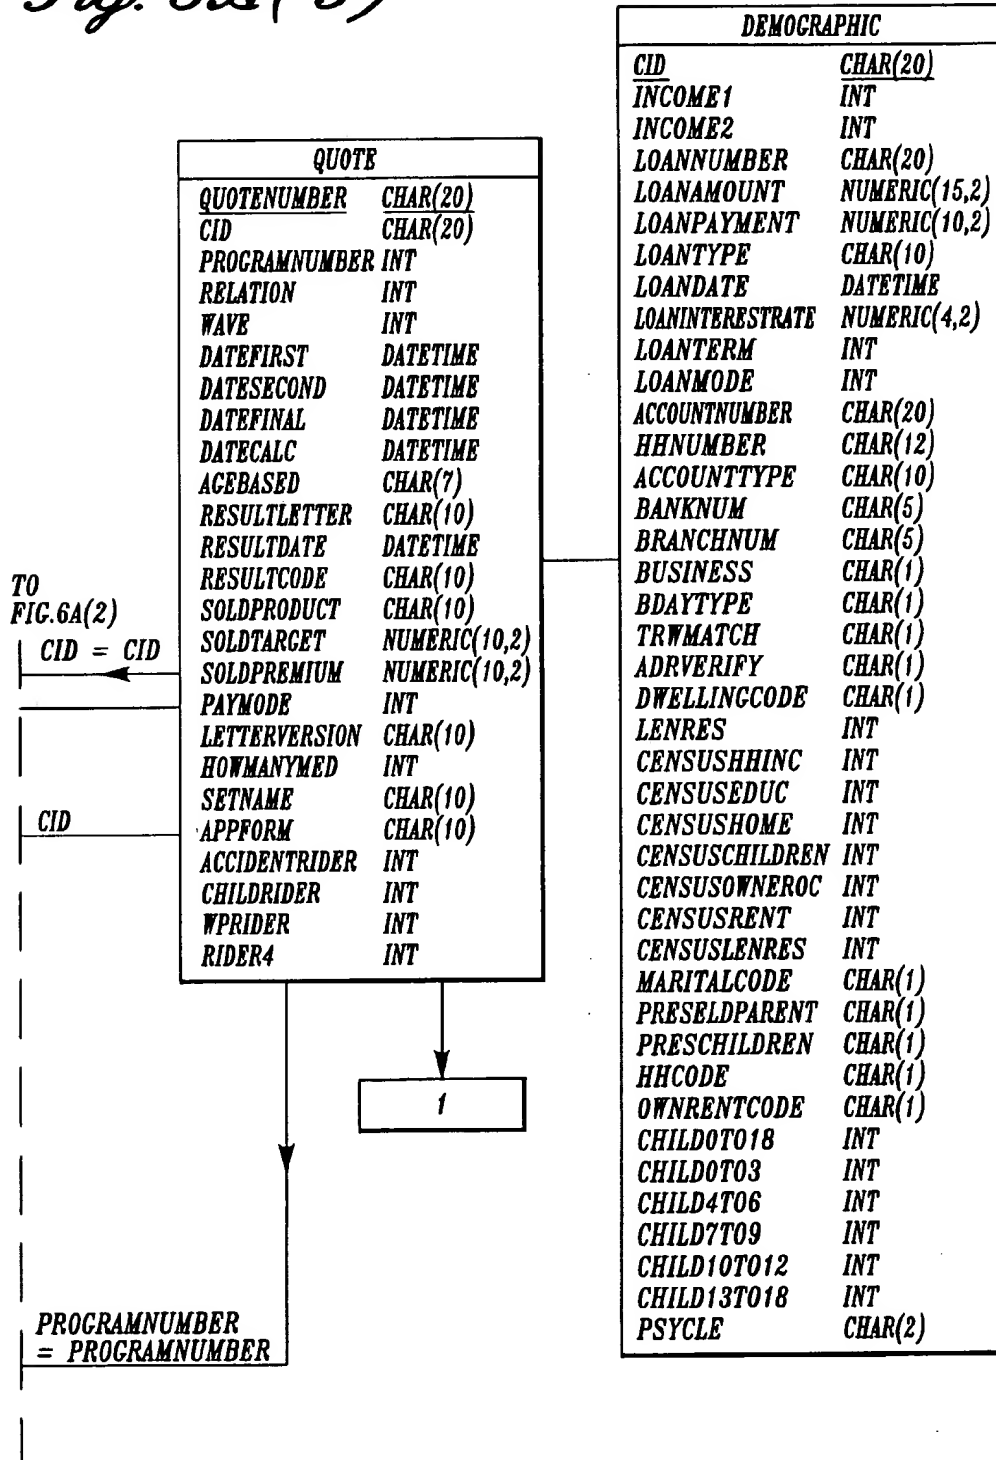 Fig. 6A(3)
QUOTE
QUOTENUMBER CHAR(20)
CID CHAR(20)
PROGRAMNUMBER INT
RELATION INT
WAVE INT
DATEFIRST DATETIME
DATESECOND DATETIME
DATEFINAL DATETIME
DATECALC DATETIME
AGEBASED CHAR(7)
RESULTLETTER CHAR(10)
RESULTDATE DATETIME
RESULTCODE CHAR(10)
SOLDPRODUCT CHAR(10)
SOLDTARGET NUMERIC(10,2)
SOLDPREMIUM NUMERIC(10,2)
PAYMODE INT
LETTERVERSION CHAR(10)
HOWMANYMED INT
SETNAME CHAR(10)
APPFORM CHAR(10)
ACCIDENTRIDER INT
CHILDRIDER INT
WPRIDER INT
RIDER4 INT
TO
FIG.6A(2)
CID = CID
CID
1
PROGRAMNUMBER
= PROGRAMNUMBER
DEMOGRAPHIC
CID CHAR(20)
INCOME1 INT
INCOME2 INT
LOANNUMBER CHAR(20)
LOANAMOUNT NUMERIC(15,2)
LOANPAYMENT NUMERIC(10,2)
LOANTYPE CHAR(10)
LOANDATE DATETIME
LOANINTERESTRATE NUMERIC(4,2)
LOANTERM INT
LOANMODE INT
ACCOUNTNUMBER CHAR(20)
HHNUMBER CHAR(12)
ACCOUNTTYPE CHAR(10)
BANKNUM CHAR(5)
BRANCHNUM CHAR(5)
BUSINESS CHAR(1)
BDAYTYPE CHAR(1)
TRWMATCH CHAR(1)
ADRVERIFY CHAR(1)
DWELLINGCODE CHAR(1)
LENRES INT
CENSUSHHINC INT
CENSUSEDUC INT
CENSUSHOME INT
CENSUSCHILDREN INT
CENSUSOWNEROC INT
CENSUSRENT INT
CENSUSLENRES INT
MARITALCODE CHAR(1)
PRESELDPARENT CHAR(1)
PRESCHILDREN CHAR(1)
HHCODE CHAR(1)
OWNRENTCODE CHAR(1)
CHILD0TO18 INT
CHILD0TO3 INT
CHILD4TO6 INT
CHILD7TO9 INT
CHILD10TO12 INT
CHILD13TO18 INT
PSYCLE CHAR(2)